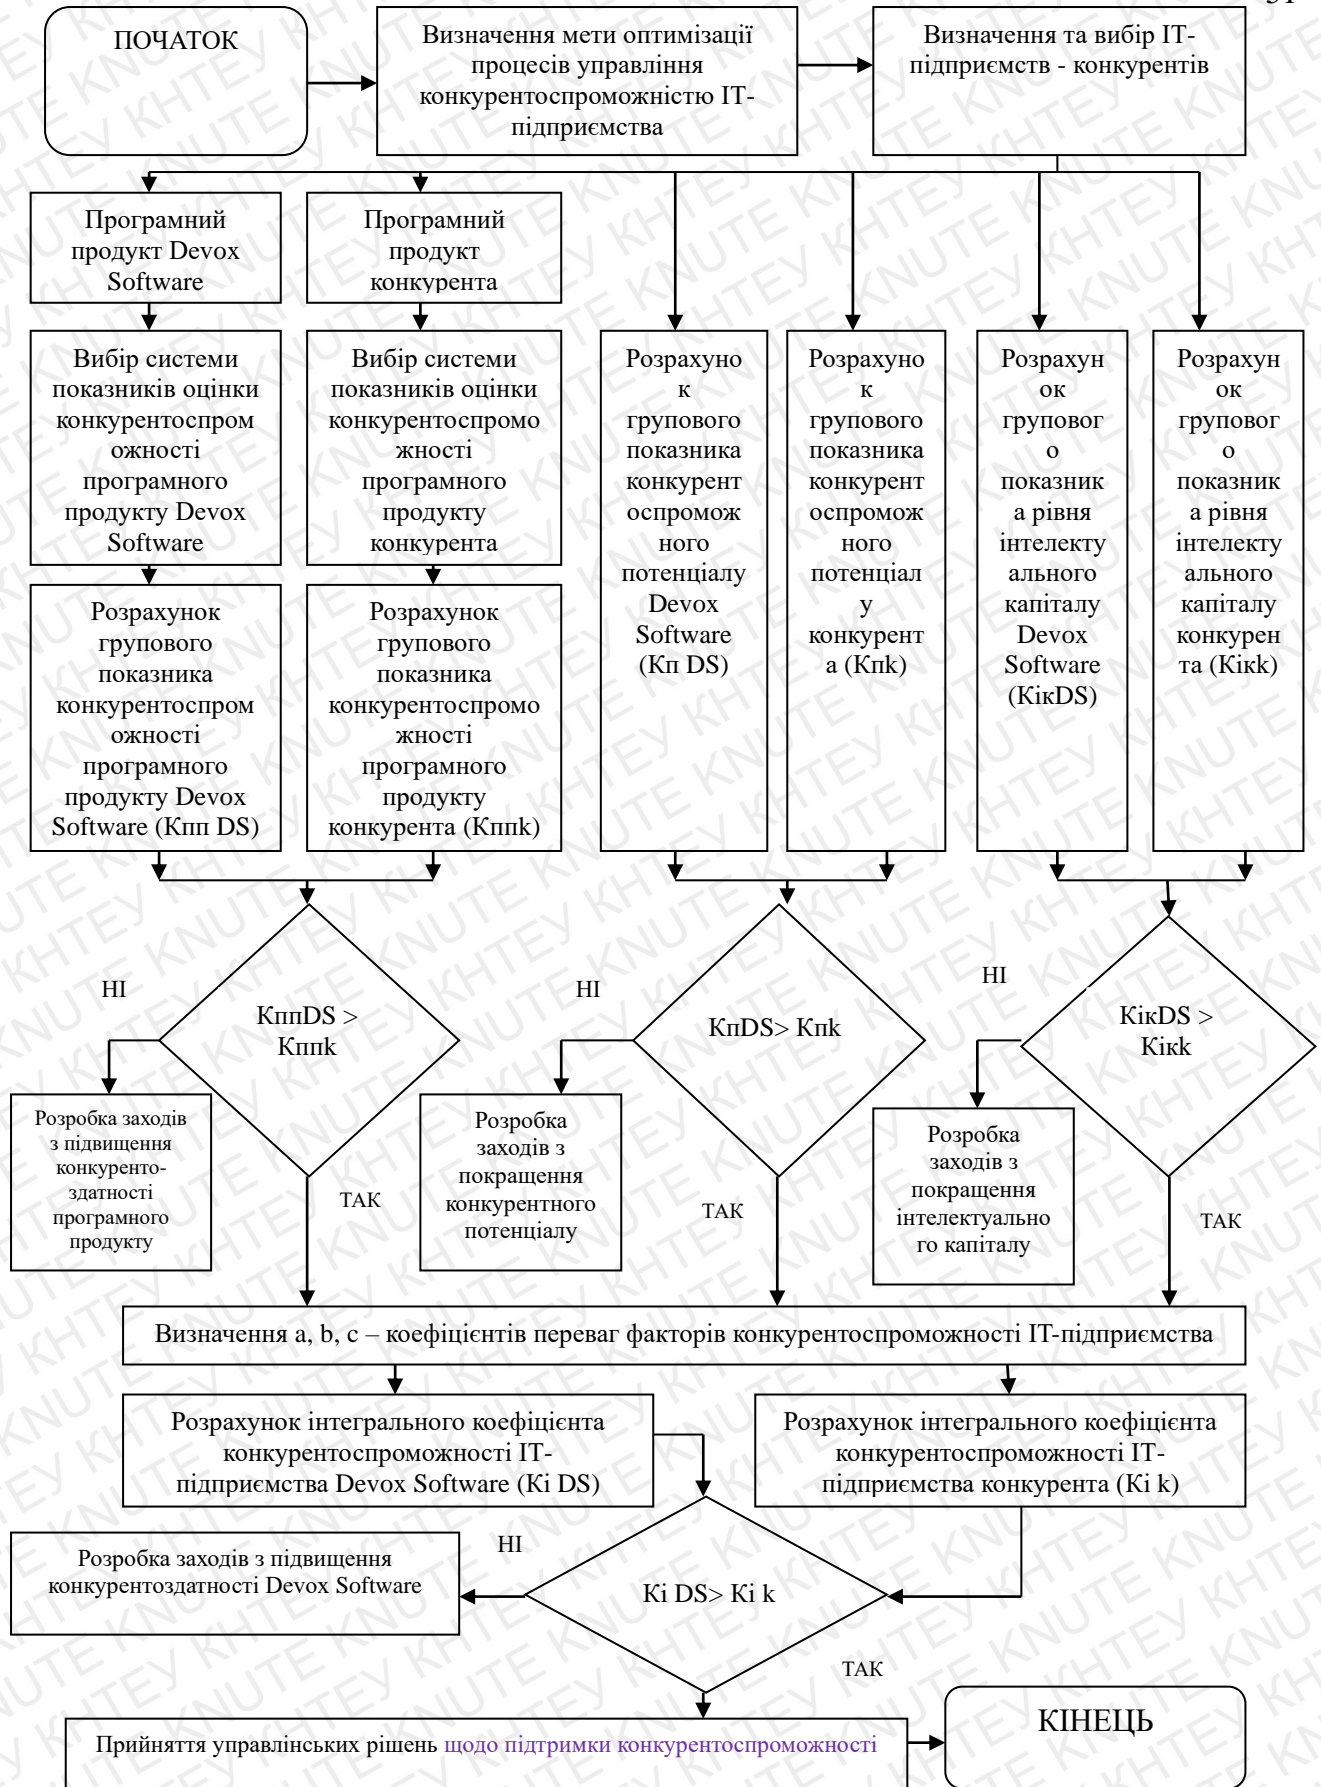 ПОЧАТОК
Визначення мети оптимізації
процесів управління
конкурентоспроможністю ІТ-
підприємства
Визначення та вибір ІТ-
підприємств - конкурентів
Програмний
продукт Devox
Software
Програмний
продукт
конкурента
Вибір системи
показників оцінки
конкурентоспром
ожності
програмного
продукту Devox
Software
Вибір системи
показників оцінки
конкурентоспромо
жності
програмного
продукту
конкурента
Розрахуно
к
групового
показника
конкурент
оспромож
ного
потенціалу
Devox
Software
(Кп DS)
Розрахуно
к
групового
показника
конкурент
оспромож
ного
потенціал
у
конкурент
а (Кпk)
Розрахун
ок
груповог
о
показник
а рівня
інтелекту
ального
капіталу
Devox
Software
(КікDS)
Розрахун
ок
груповог
о
показник
а рівня
інтелекту
ального
капіталу
конкурен
та (Кікk)
Розрахунок
групового
показника
конкурентоспром
ожності
програмного
продукту Devox
Software (Кпп DS)
Розрахунок
групового
показника
конкурентоспромо
жності
програмного
продукту
конкурента (Кппk)
НІ
КппDS >
Кппk
НІ
КпDS> Кпk
НІ
КікDS >
Кікk
Розробка заходів
з підвищення
конкуренто-
здатності
програмного
продукту
ТАК
Розробка
заходів з
покращення
конкурентного
потенціалу
ТАК
Розробка
заходів з
покращення
інтелектуально
го капіталу
ТАК
Визначення a, b, c – коефіцієнтів переваг факторів конкурентоспроможності ІТ-підприємства
Розрахунок інтегрального коефіцієнта
конкурентоспроможності ІТ-
підприємства Devox Software (Кі DS)
Розрахунок інтегрального коефіцієнта
конкурентоспроможності ІТ-
підприємства конкурента (Кі k)
НІ
Розробка заходів з підвищення
конкурентоздатності Devox Software
Кі DS> Кі k
ТАК
Прийняття управлінських рішень щодо підтримки конкурентоспроможності
КІНЕЦЬ